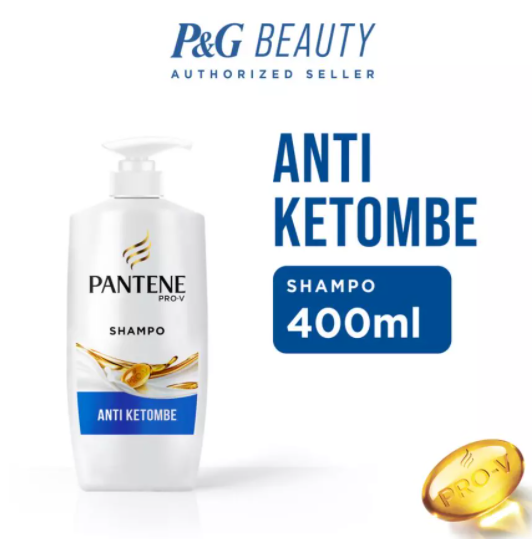 P&G BEAUTY
AUTHORIZED SELLER
ANTI
KETOMBE
SHAMPO
400ml
PANTENE
PRO-V
SHAMPO
ANTI KETOMBE
PRO-V